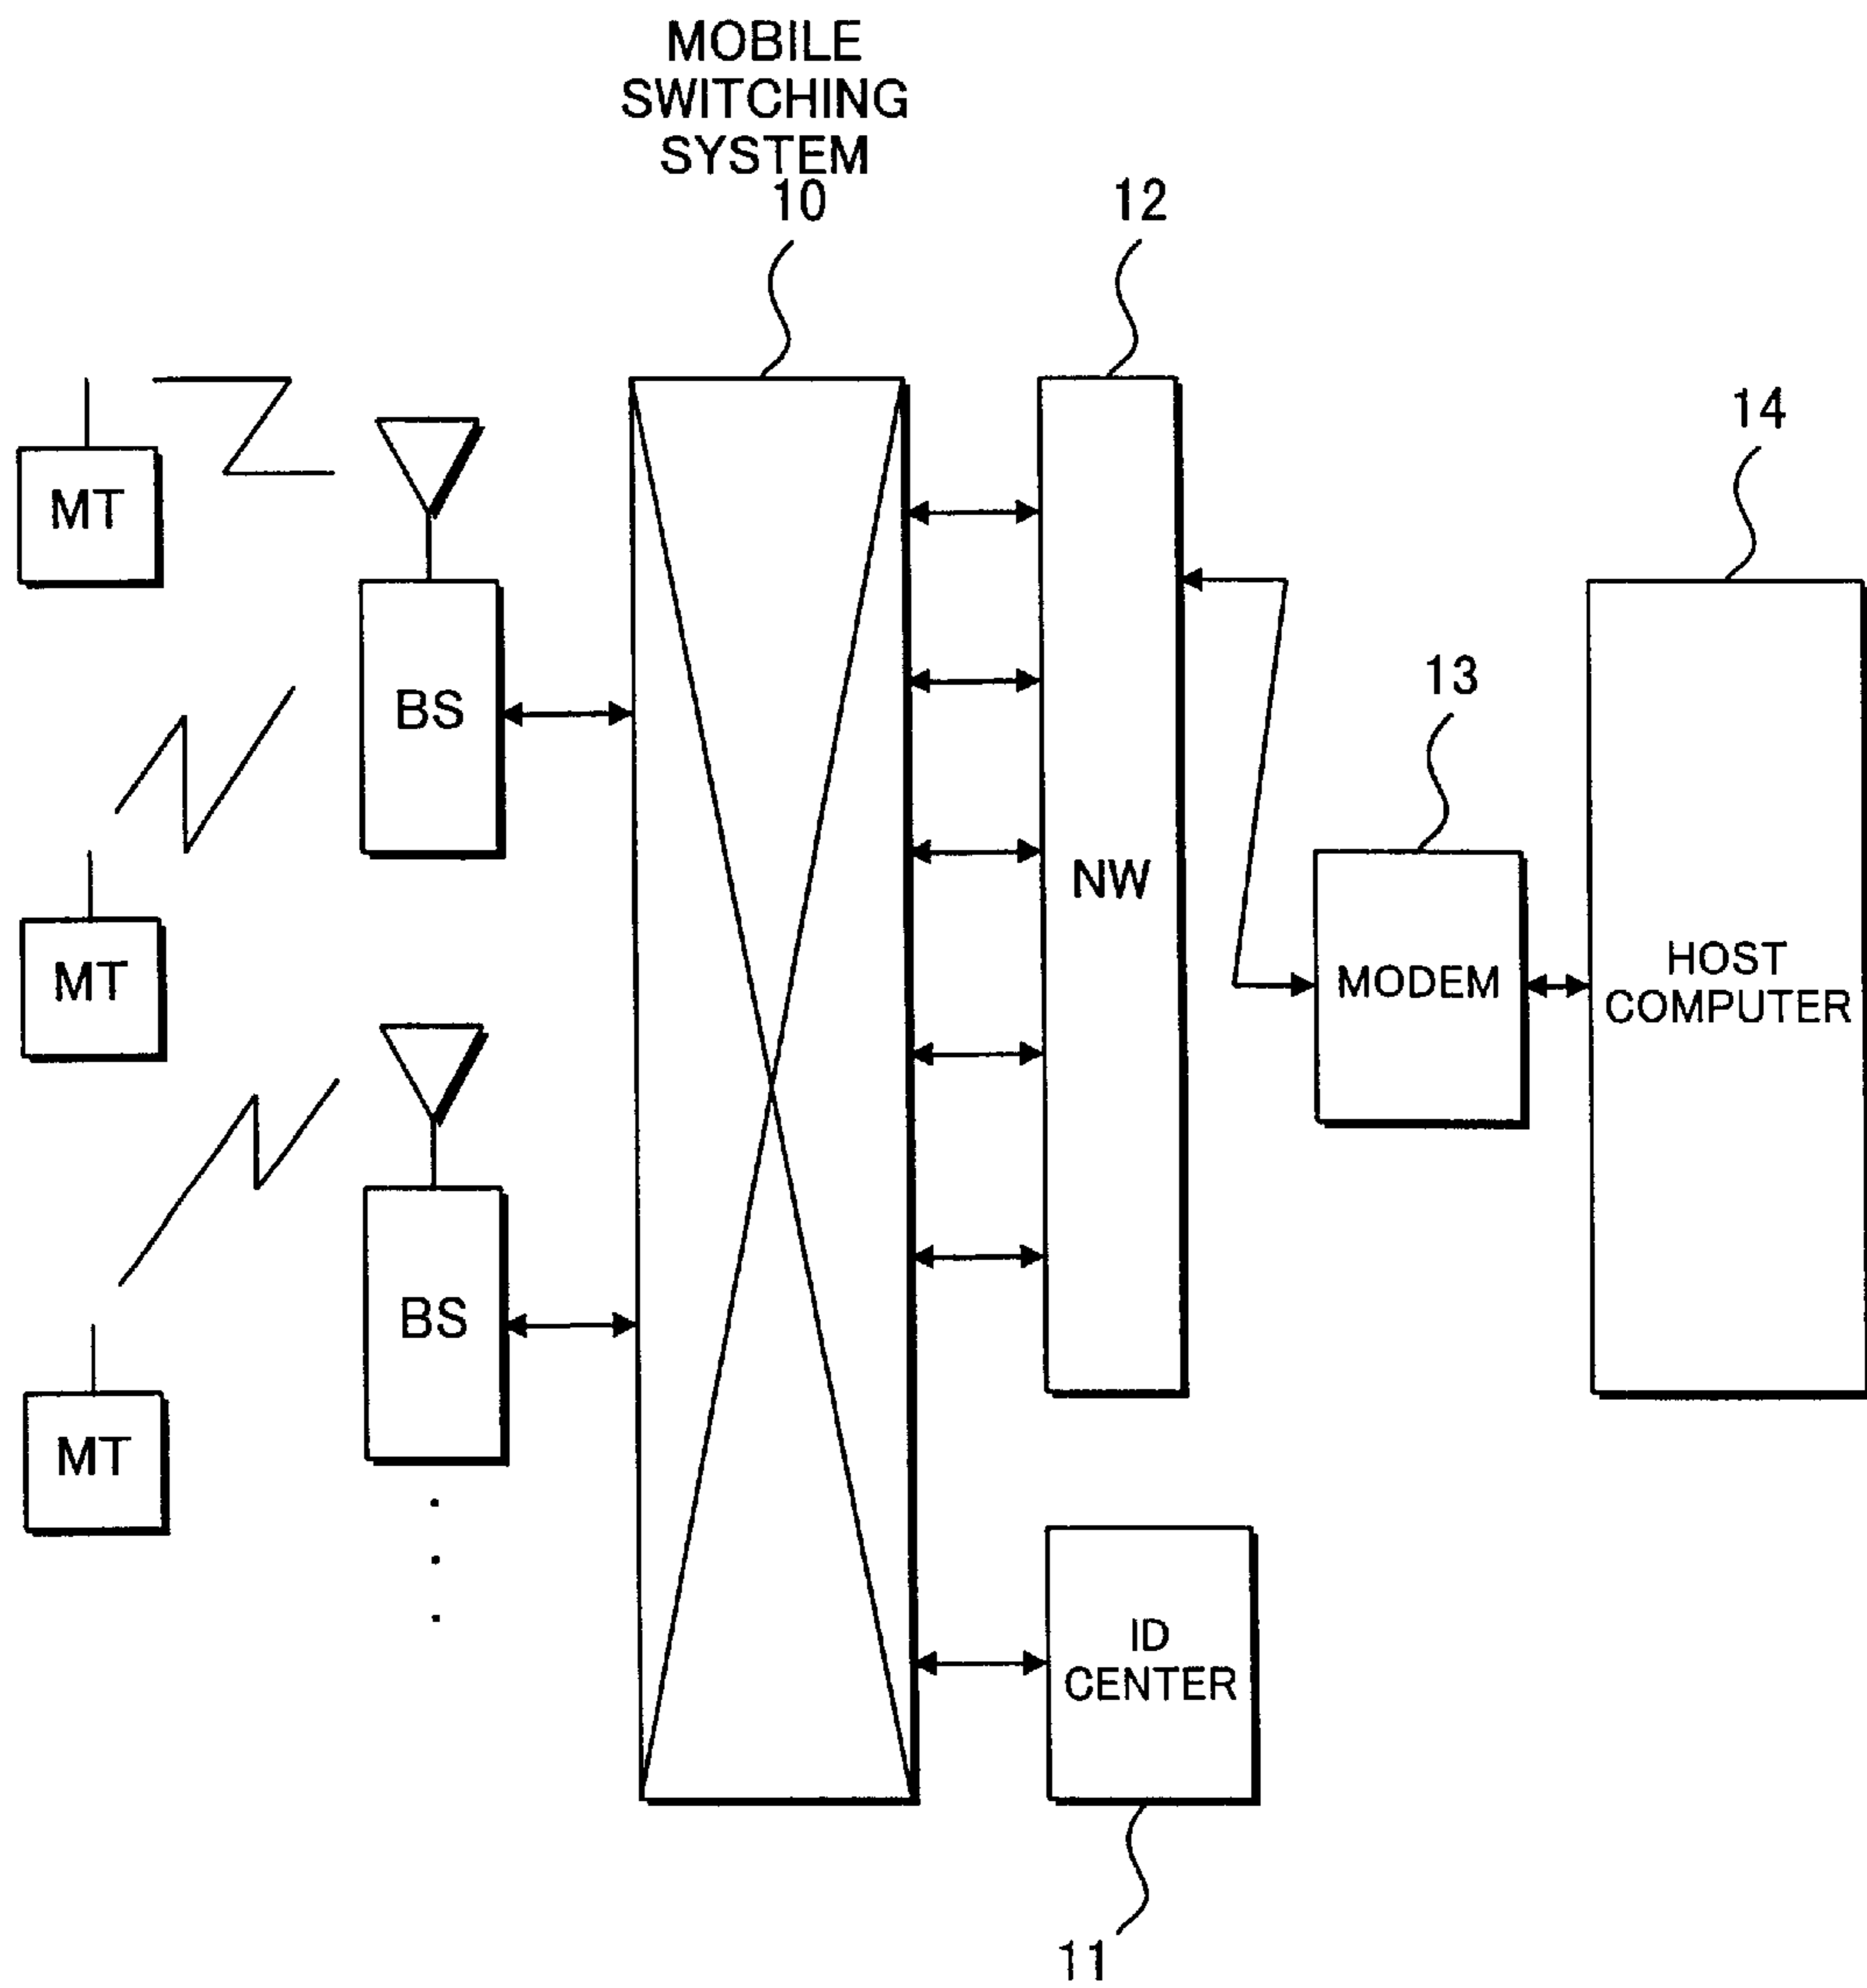 MOBILE
SWITCHING
SYSTEM
10
12
14
MT
BS
13
NW
MT
MODEM
HOST
COMPUTER
BS
MT
ID
CENTER
11